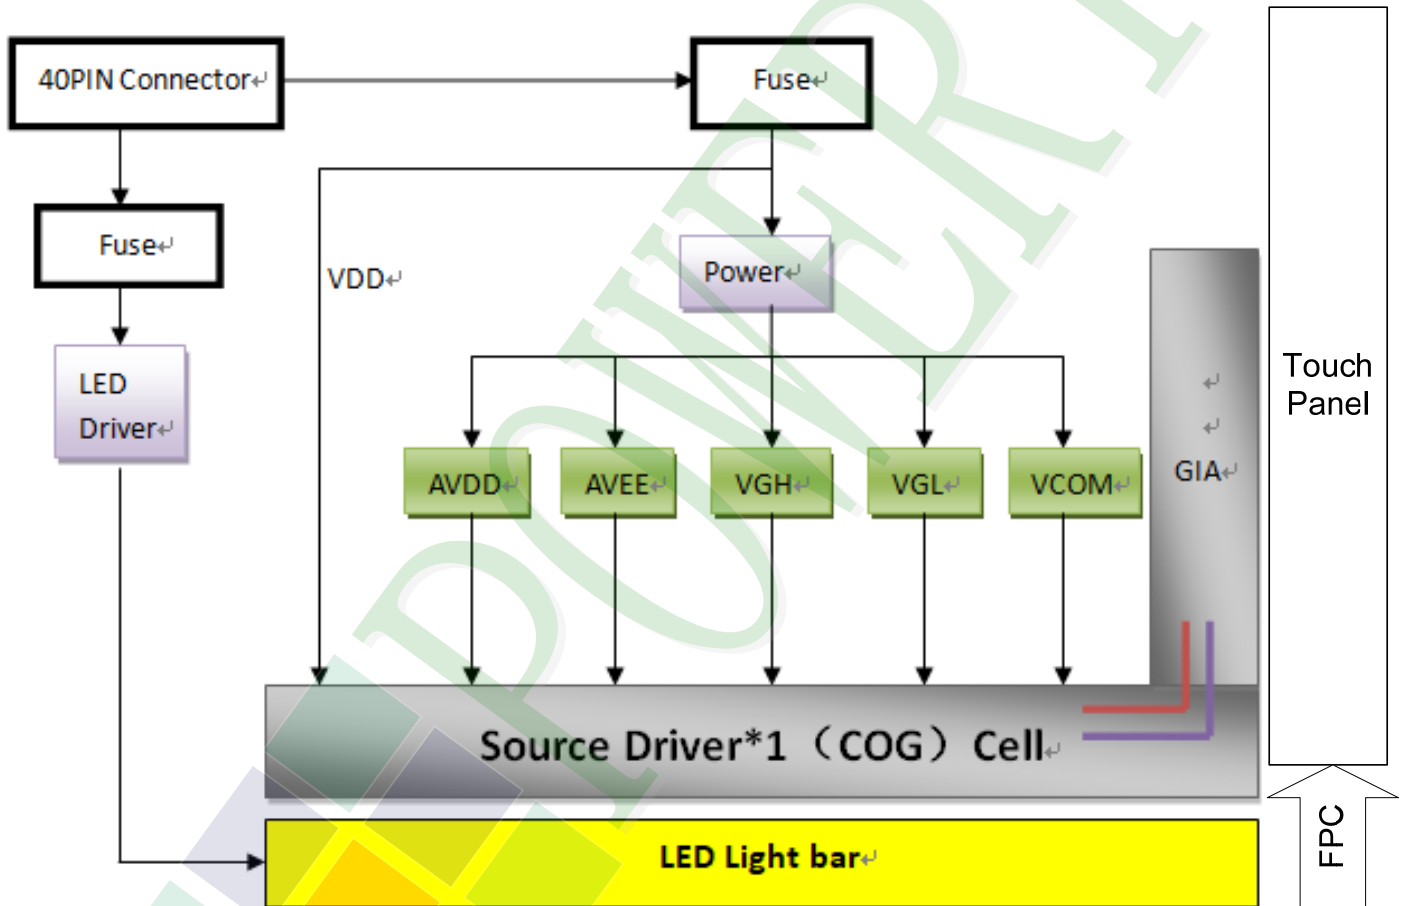 40PIN Connector↵
Fuse↵
Fuse↵
VDD↵
Power↵
LED
Driver↵
Touch
Panel
AVDD↵
AVEE↵
VGH↵
VGL↵
VCOM↵
↵
↵
GIA↵
Source Driver*1（COG）Cell↵
LED Light bar↵
FPC